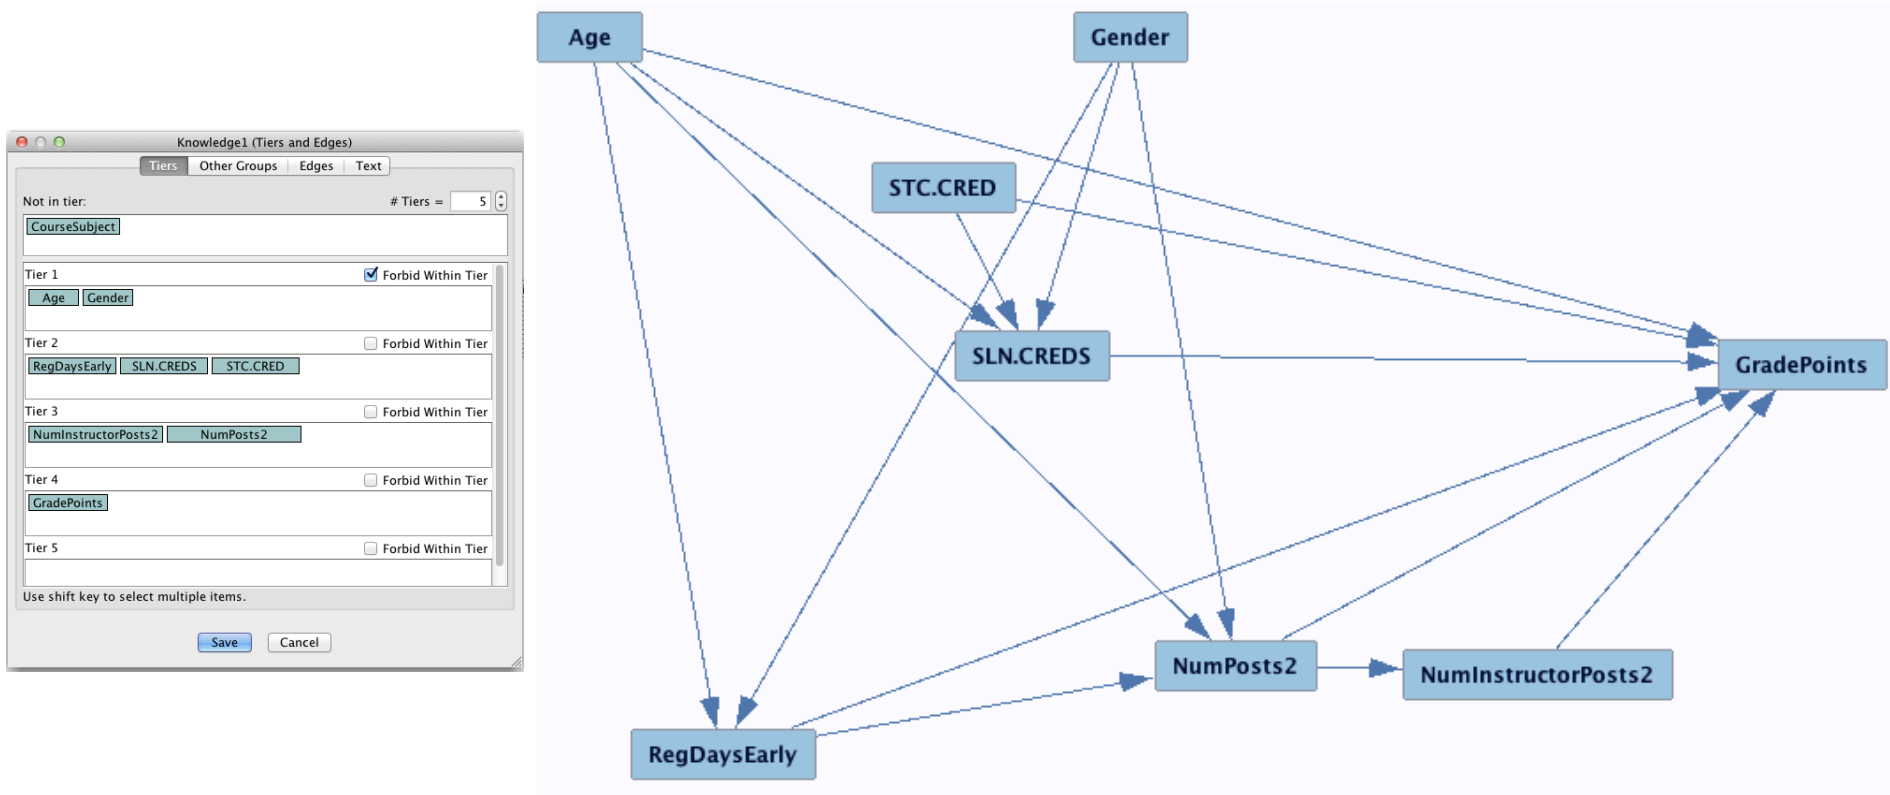 Knowledge1 (Tiers and Edges)
Tiers Other Groups Edges Text
Not in tier: # Tiers = 5
CourseSubject
Tier 1 Forbid Within Tier
Age Gender
Tier 2 Forbid Within Tier
RegDaysEarly SLN.CREDS STC.CRED
Tier 3 Forbid Within Tier
NumInstructorPosts2 NumPosts2
Tier 4 Forbid Within Tier
GradePoints
Tier 5 Forbid Within Tier
Use shift key to select multiple items.
Save Cancel
Age
Gender
STC.CRED
SLN.CREDS
GradePoints
NumPosts2
NumInstructorPosts2
RegDaysEarly